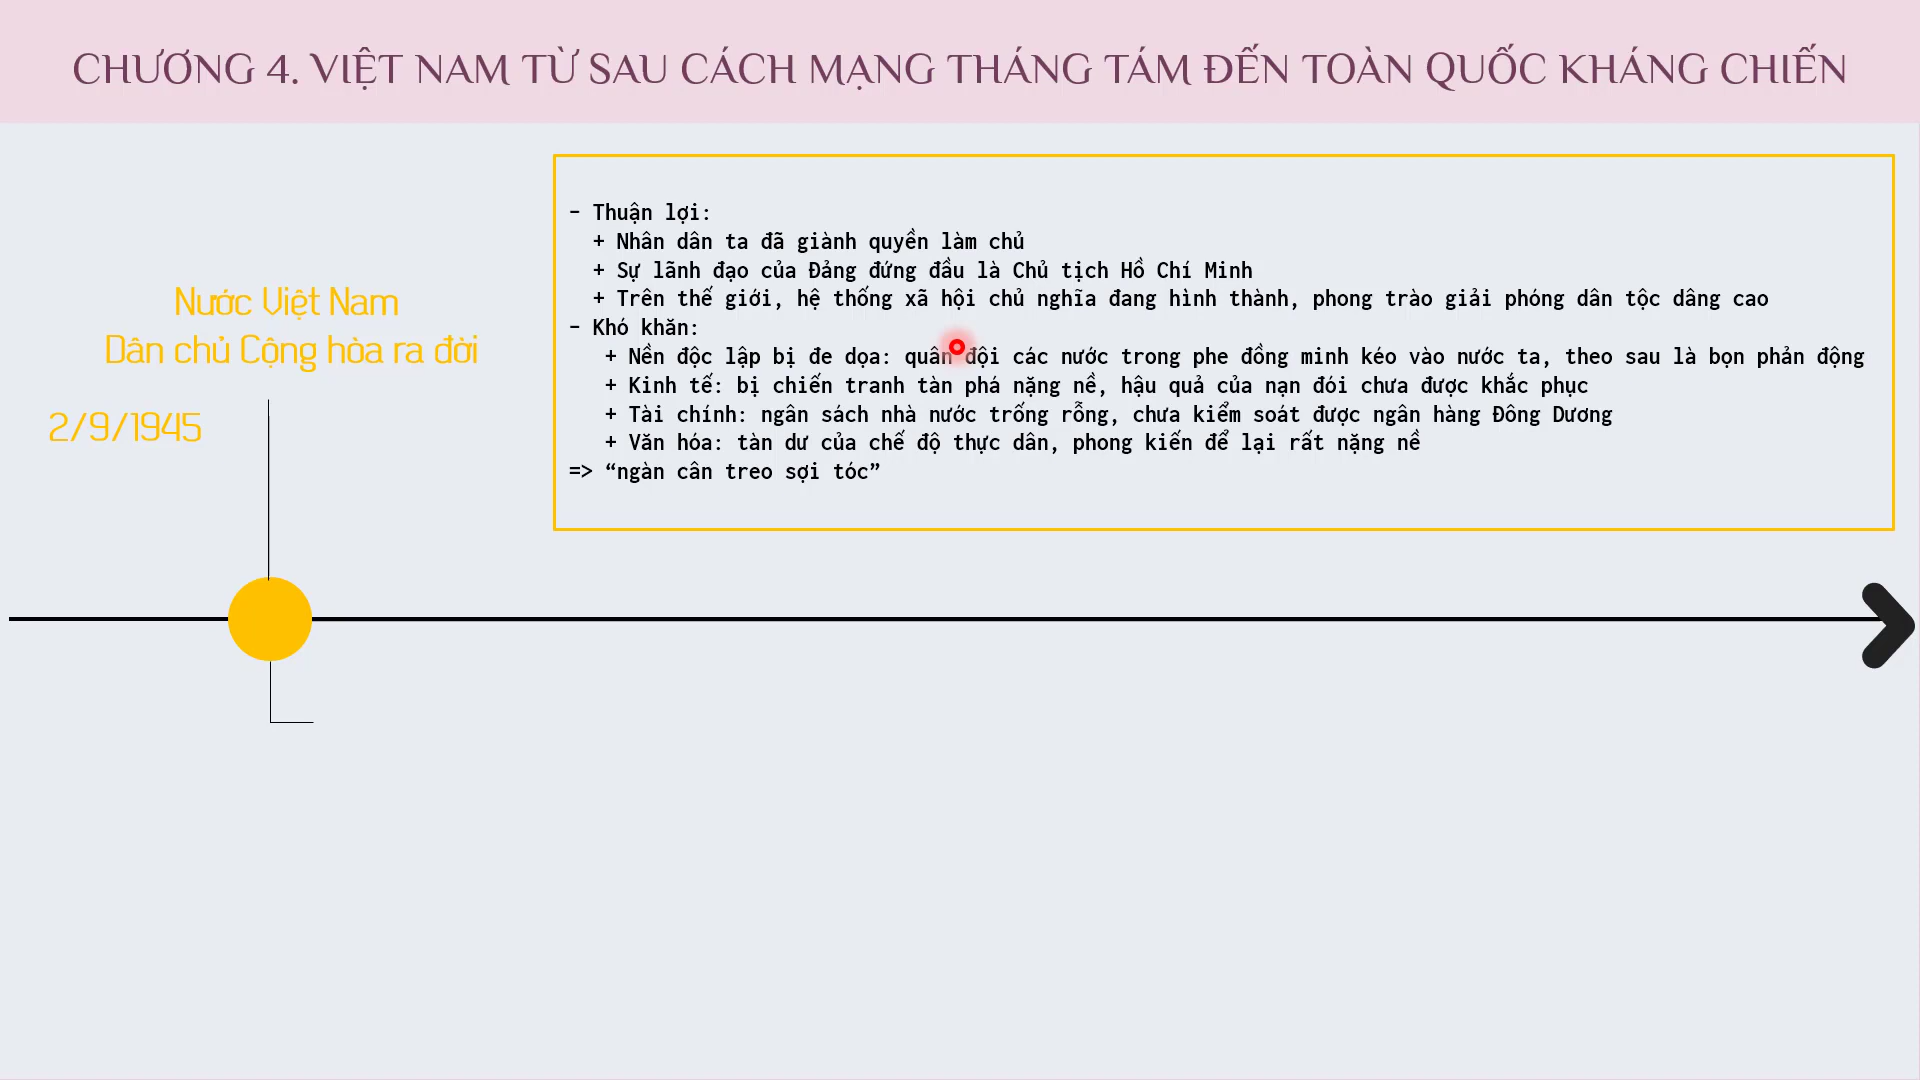 CHƯƠNG 4. VIỆT NAM TỪ SAU CÁCH MẠNG THÁNG TÁM ĐẾN TOÀN QUỐC KHÁNG CHIẾN
Nước Việt Nam
Dân chủ Cộng hòa ra đời
2/9/1945
- Thuận lợi:
+ Nhân dân ta đã giành quyền làm chủ
+ Sự lãnh đạo của Đảng đứng đầu là Chủ tịch Hồ Chí Minh
+ Trên thế giới, hệ thống xã hội chủ nghĩa đang hình thành, phong trào giải phóng dân tộc dâng cao
- Khó khăn:
+ Nền độc lập bị đe dọa: quân đội các nước trong phe đồng minh kéo vào nước ta, theo sau là bọn phản động
+ Kinh tế: bị chiến tranh tàn phá nặng nề, hậu quả của nạn đói chưa được khắc phục
+ Tài chính: ngân sách nhà nước trống rỗng, chưa kiểm soát được ngân hàng Đông Dương
+ Văn hóa: tàn dư của chế độ thực dân, phong kiến để lại rất nặng nề
=> “ngàn cân treo sợi tóc”